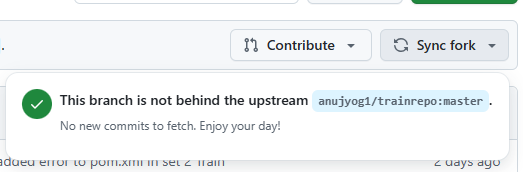 Contribute
Sync fork
This branch is not behind the upstream anujyog1/trainrepo:master.
No new commits to fetch. Enjoy your day!
added error to pom.xml in set 2 Train
2 days ago